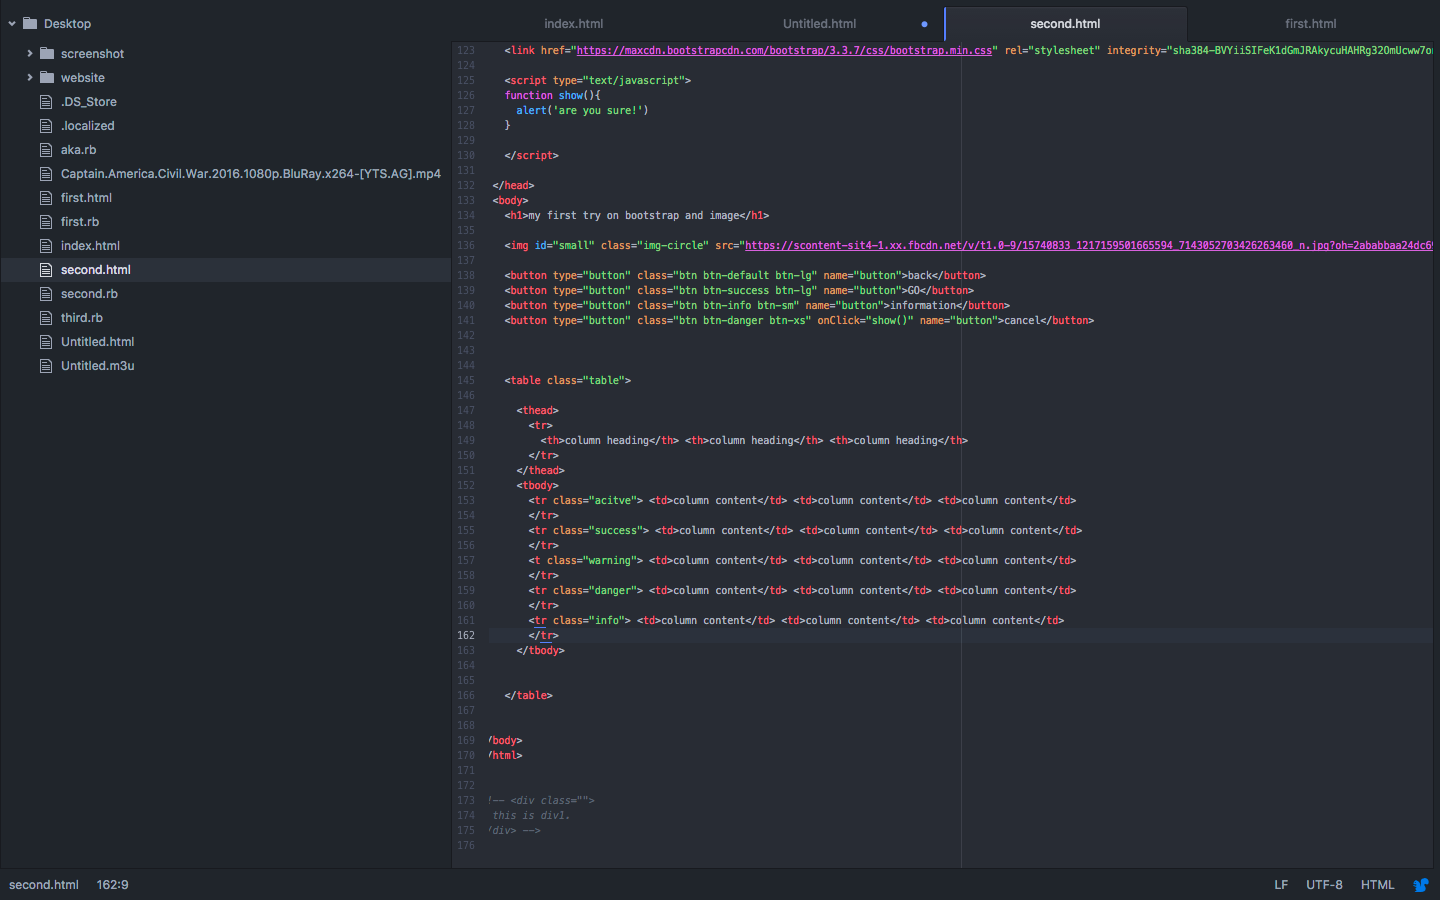 Desktop
screenshot
website
.DS_Store
.localized
aka.rb
Captain.America.Civil.War.2016.1080p.BluRay.x264-[YTS.AG].mp4
first.html
first.rb
index.html
second.html
second.rb
third.rb
Untitled.html
Untitled.m3u
index.html
Untitled.html
second.html
first.html
123 <link href="https://maxcdn.bootstrapcdn.com/bootstrap/3.3.7/css/bootstrap.min.css" rel="stylesheet" integrity="sha384-BVYiiSIFeK1dGmJRAkycuHAHRg32OmUcww7on
124
125 <script type="text/javascript">
126 function show(){
127 alert('are you sure!')
128 }
129
130 </script>
131
132 </head>
133 <body>
134 <h1>my first try on bootstrap and image</h1>
135
136 <img id="small" class="img-circle" src="https://scontent-sit4-1.xx.fbcdn.net/v/t1.0-9/15740833_1217159501665594_7143052703426263460_n.jpg?oh=2ababbaa24dc69
137
138 <button type="button" class="btn btn-default btn-lg" name="button">back</button>
139 <button type="button" class="btn btn-success btn-lg" name="button">GO</button>
140 <button type="button" class="btn btn-info btn-sm" name="button">information</button>
141 <button type="button" class="btn btn-danger btn-xs" onClick="show()" name="button">cancel</button>
142
143
144
145 <table class="table">
146
147 <thead>
148 <tr>
149 <th>column heading</th> <th>column heading</th> <th>column heading</th>
150 </tr>
151 </thead>
152 <tbody>
153 <tr class="acitve"> <td>column content</td> <td>column content</td> <td>column content</td>
154 </tr>
155 <tr class="success"> <td>column content</td> <td>column content</td> <td>column content</td>
156 </tr>
157 <t class="warning"> <td>column content</td> <td>column content</td> <td>column content</td>
158 </tr>
159 <tr class="danger"> <td>column content</td> <td>column content</td> <td>column content</td>
160 </tr>
161 <tr class="info"> <td>column content</td> <td>column content</td> <td>column content</td>
162 </tr>
163 </tbody>
164
165
166 </table>
167
168
169 /body>
170 /html>
171
172
173 !-- <div class="">
174 this is div1.
175 /div> -->
176
second.html 162:9
LF UTF-8 HTML